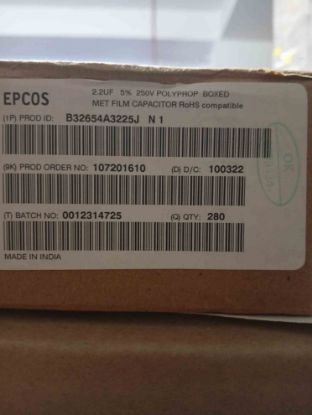 2.2UF 5% 250V POLYPROP BOXED
EPCOS MET FILM CAPACITOR RoHS compatible
(1P) PROD ID: B32654A3225J N 1
(9K) PROD ORDER NO: 107201610 (D) D/C: 100322
(T) BATCH NO: 0012314725 (Q) QTY: 280
MADE IN INDIA
OK